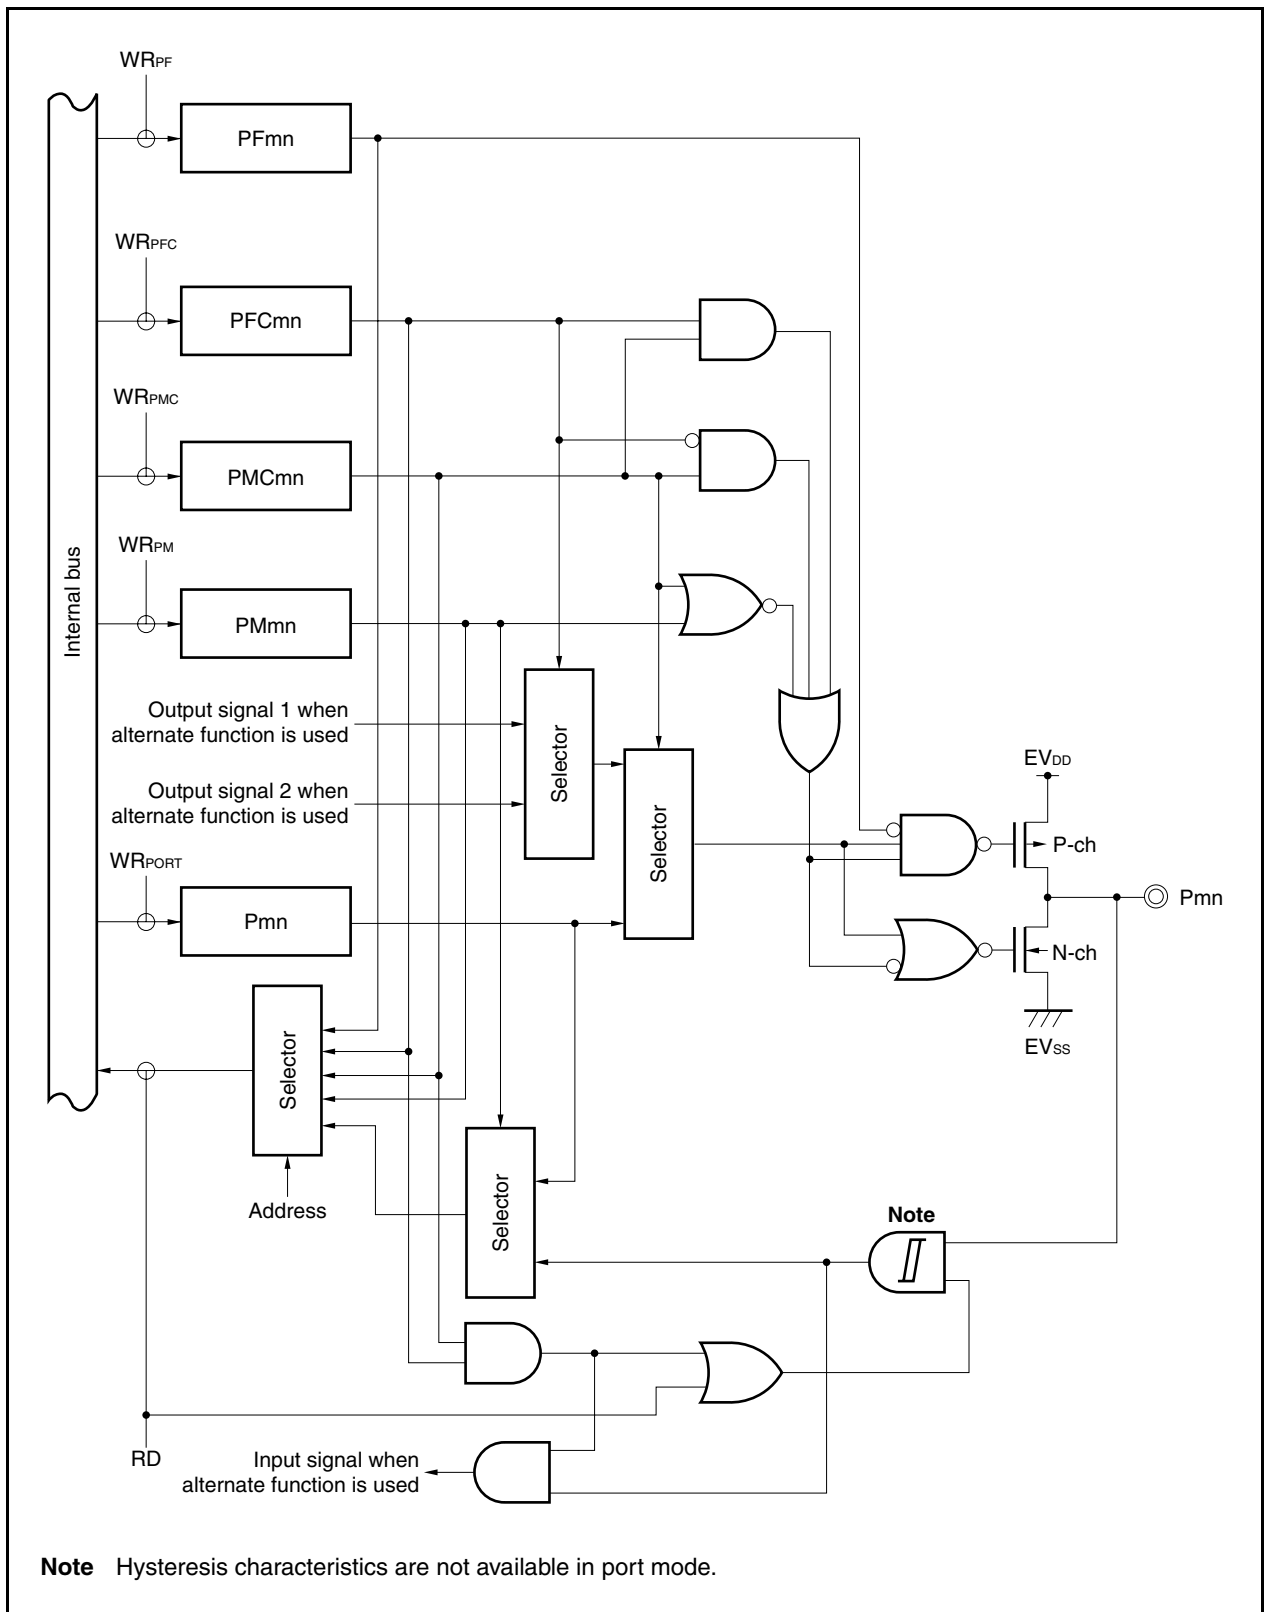 WRPF
PFmn
WRPFC
PFCmn
WRPMC
PMCmn
WRPM
PMmn
Internal bus
Output signal 1 when
alternate function is used
Output signal 2 when
alternate function is used
Selector
Selector
WRPORT
Pmn
EVDD
P-ch
Pmn
N-ch
EVSS
Selector
Address
Selector
Note
RD
Input signal when
alternate function is used
Note Hysteresis characteristics are not available in port mode.